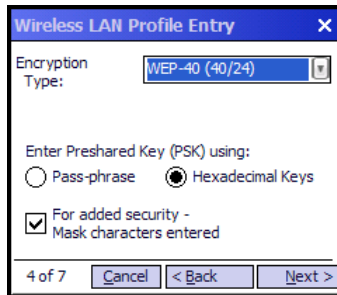 Wireless LAN Profile Entry X
Encryption WEP-40 (40/24)
Type:
Enter Preshared Key (PSK) using:
Pass-phrase Hexadecimal Keys
For added security -
Mask characters entered
4 of 7 Cancel < Back Next >